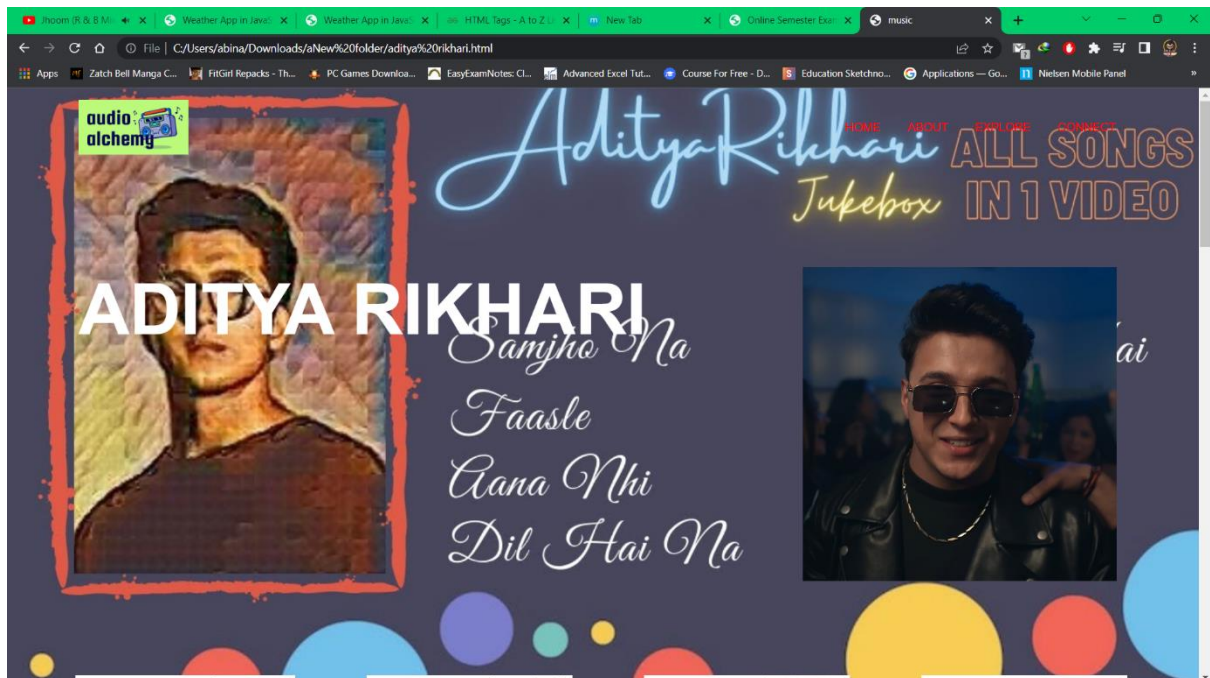 Jhoom (R & B Mi
Weather App in JavaS
Weather App in JavaS
HTML Tags - A to Z Li
New Tab
Online Semester Exam
music
File
C:/Users/abina/Downloads/aNew%20folder/aditya%20rikhari.html
Apps
Zatch Bell Manga C...
FitGirl Repacks - Th...
PC Games Downloa...
EasyExamNotes: Cl...
Advanced Excel Tut...
Course For Free - D...
Education Sketchno...
Applications — Go...
Nielsen Mobile Panel
audio
alchemy
HOME ABOUT EXPLORE CONNECT
AdityaRikhari
Jukebox
ALL SONGS
IN 1 VIDEO
ADITYA RIKHARI
Samjho Na
Faasle
Aana Nhi
Dil Hai Na